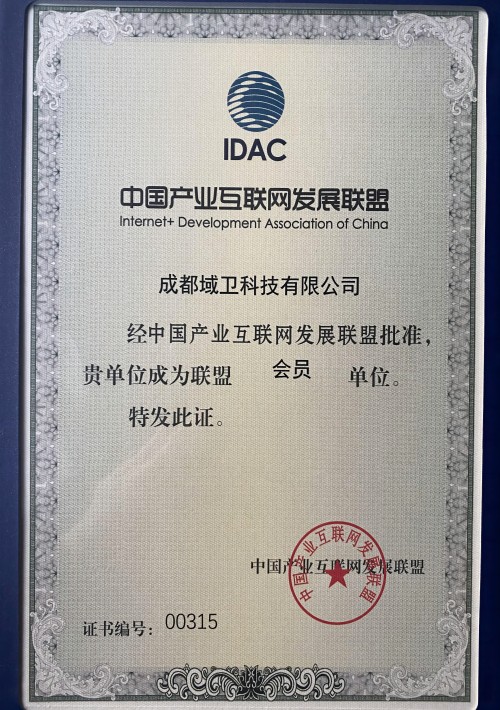 IDAC
中国产业互联网发展联盟
Internet+ Development Association of China
成都域卫科技有限公司
经中国产业互联网发展联盟批准，
贵单位成为联盟 会员 单位。
特发此证。
中国产业互联网发展联盟
中国产业互联网发展联盟
证书编号：00315